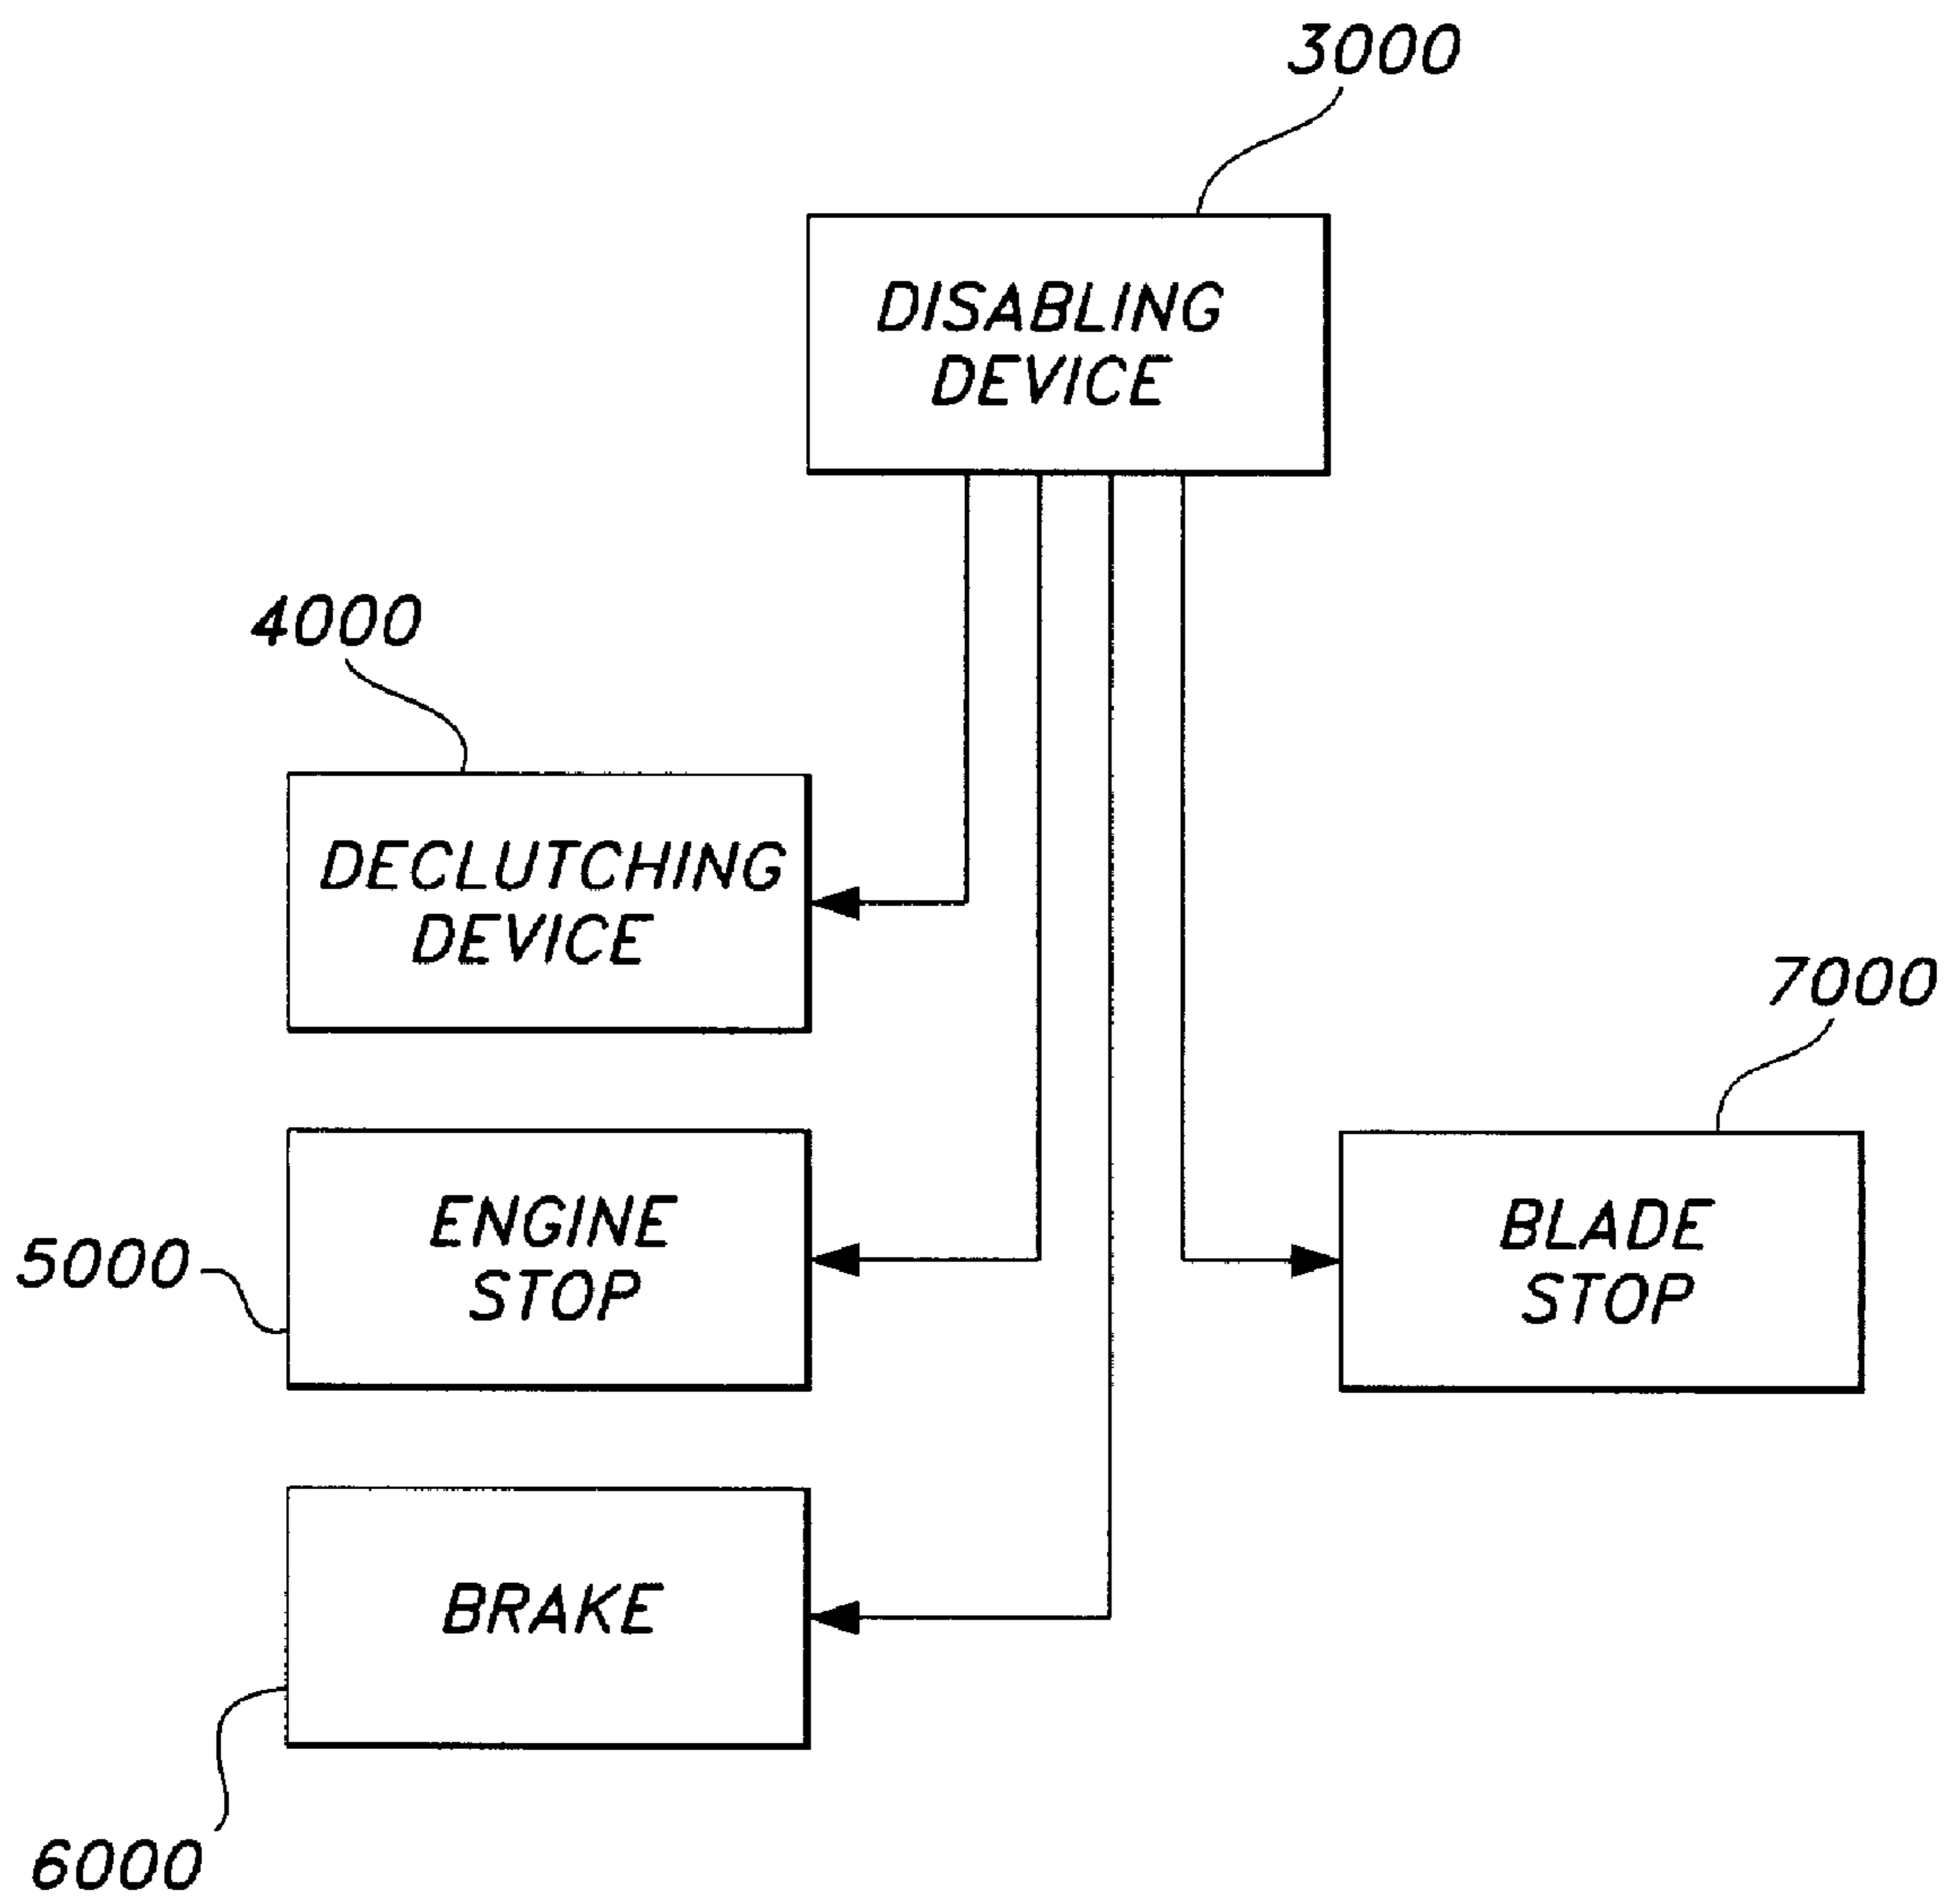 3000
DISABLING
DEVICE
4000
DECLUTCHING
DEVICE
7000
ENGINE
STOP
5000
BLADE
STOP
BRAKE
6000